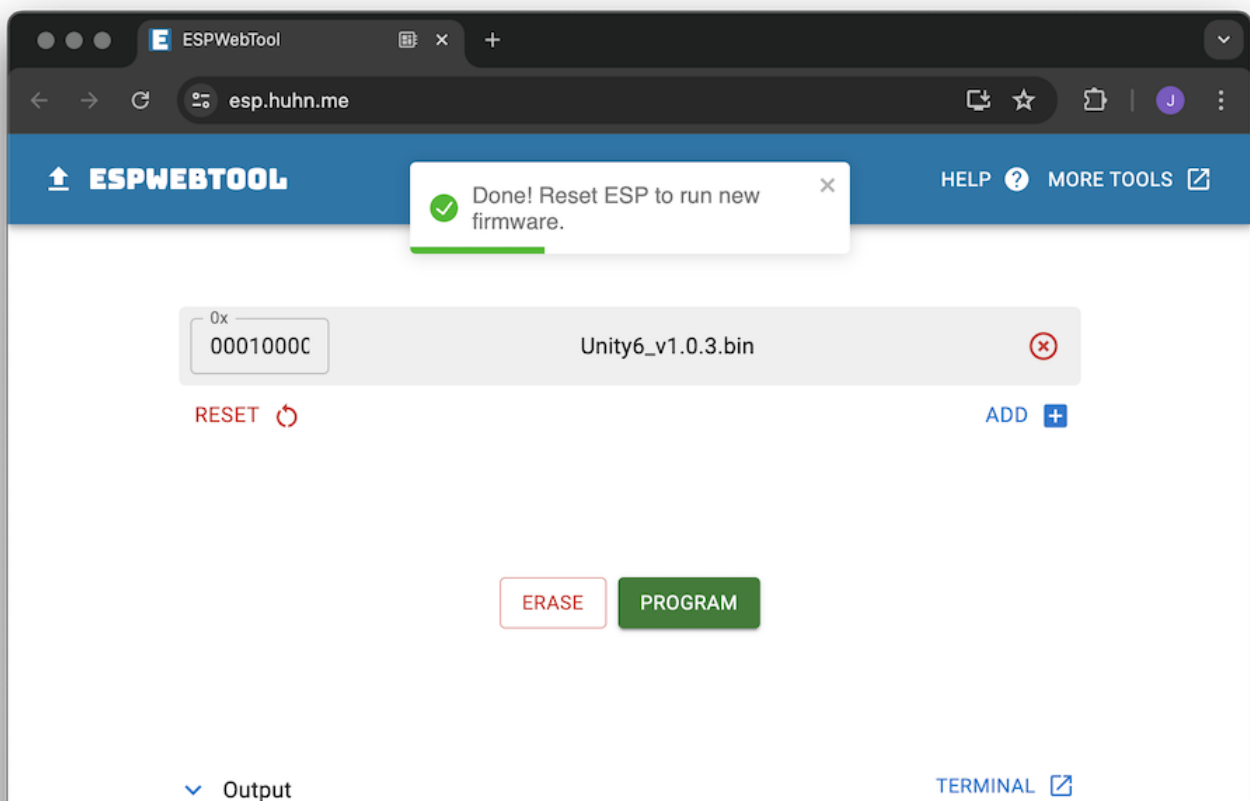 ESPWebTool
esp.huhn.me
J
ESPWEBTOOL
Done! Reset ESP to run new
firmware.
HELP
MORE TOOLS
0x
0001000
Unity6_v1.0.3.bin
RESET
ADD
ERASE
PROGRAM
Output
TERMINAL